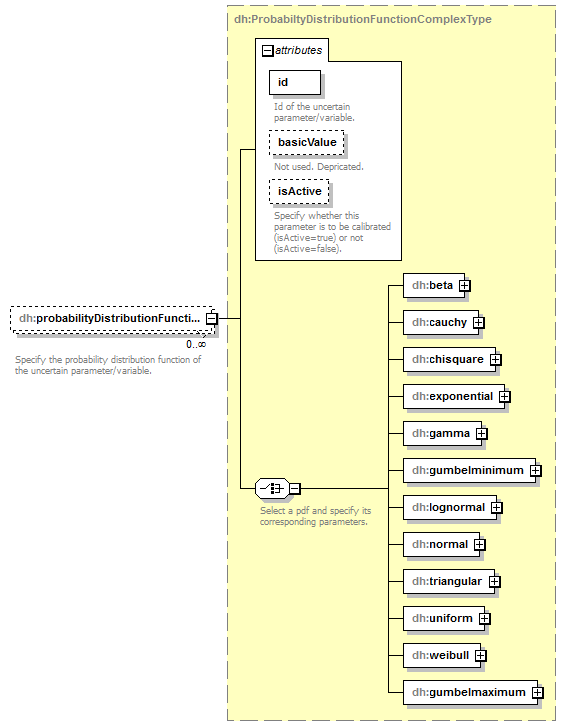 dh:ProbabiltyDistributionFunctionComplexType
attributes
id
Id of the uncertain
parameter/variable.
basicValue
Not used. Depricated.
isActive
Specify whether this
parameter is to be calibrated
(isActive=true) or not
(isActive=false).
dh:probabilityDistributionFuncti...
0..∞
Specify the probability distribution function of
the uncertain parameter/variable.
Select a pdf and specify its
corresponding parameters.
dh:beta
dh:cauchy
dh:chisquare
dh:exponential
dh:gamma
dh:gumbelminimum
dh:lognormal
dh:normal
dh:triangular
dh:uniform
dh:weibull
dh:gumbelmaximum